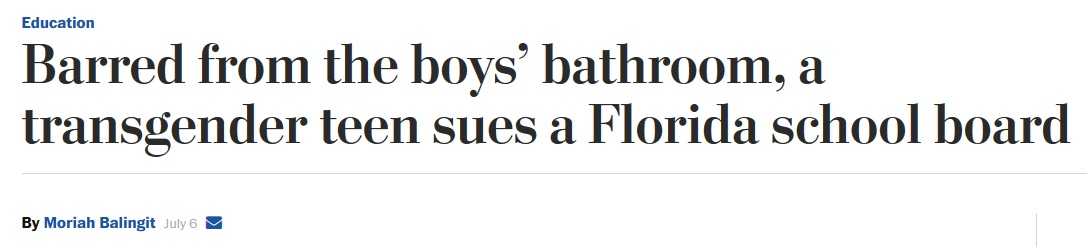 Education
Barred from the boys’ bathroom, a
transgender teen sues a Florida school board
By Moriah Balingit July 6